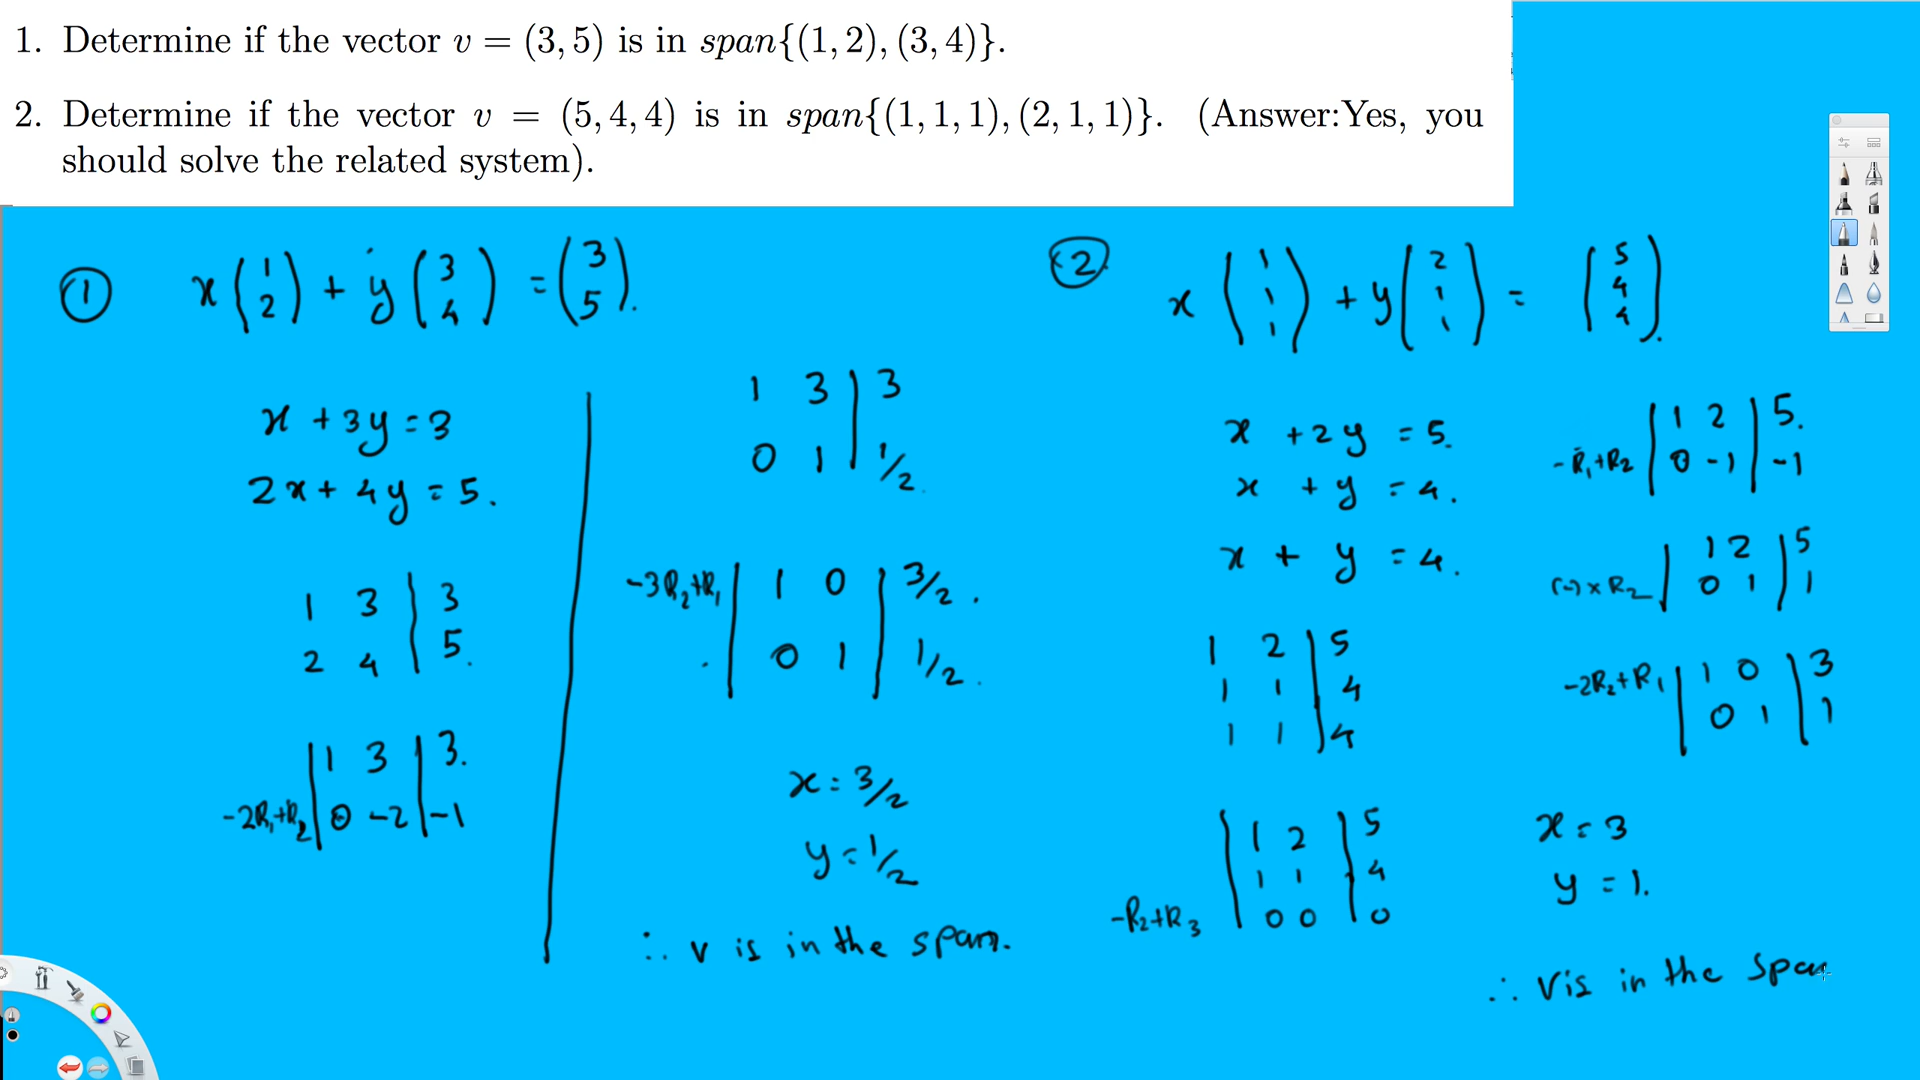 1. Determine if the vector v = (3, 5) is in span{(1, 2), (3, 4)}.
2. Determine if the vector v = (5, 4, 4) is in span{(1, 1, 1), (2, 1, 1)}. (Answer:Yes, you
should solve the related system).
①
x (1 2) + y (3 4) = (3 5).
x + 3y = 3
2x + 4y = 5.
1 3 | 3
2 4 | 5.
| 1 3 | 3.
-2R₁+R₂ | 0 -2 | -1
1 3 | 3
0 1 | 1/2.
-3R₂+R₁ | 1 0 | 3/2.
| 0 1 | 1/2.
x = 3/2
y = 1/2
∴ v is in the span.
②
x (1 1 1) + y (2 1 1) = (5 4 4).
x + 2y = 5.
x + y = 4.
x + y = 4.
1 2 | 5
1 1 | 4
1 1 | 4
| 1 2 | 5
| 1 1 | 4
-R₂+R₃ | 0 0 | 0
| 1 2 | 5.
-R₁+R₂ | 0 -1 | -1
| 1 2 | 5
(-) x R₂ | 0 1 | 1
-2R₂+R₁ | 1 0 | 3
| 0 1 | 1
x = 3
y = 1.
∴ v is in the span